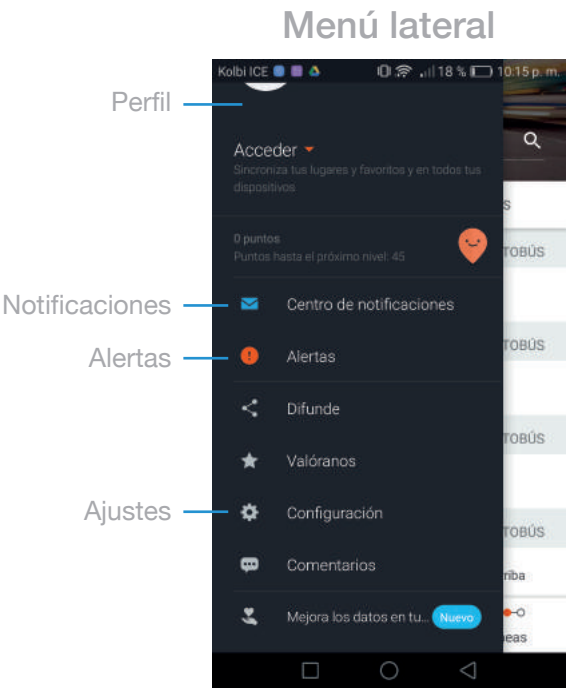 Menú lateral
Kolbi ICE 18 % 10:15 p. m.
Perfil
Acceder
Sincroniza tus lugares y favoritos y en todos tus
dispositivos
S
0 puntos
Puntos hasta el próximo nivel: 45
TOBÚS
Notificaciones
Centro de notificaciones
Alertas
Alertas
TOBÚS
Difunde
TOBÚS
Valóranos
Ajustes
Configuración
TOBÚS
Comentarios
riba
Mejora los datos en tu... Nuevo
eas